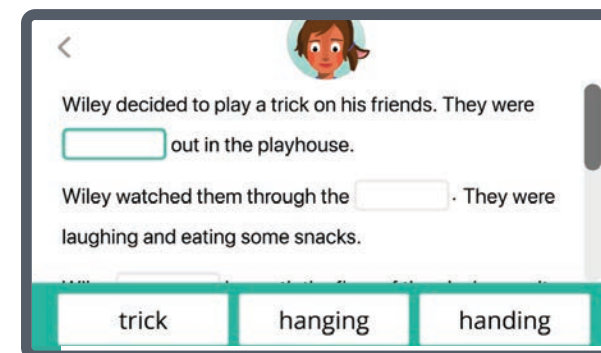 Wiley decided to play a trick on his friends. They were
out in the playhouse.
Wiley watched them through the . They were
laughing and eating some snacks.
trick hanging handing